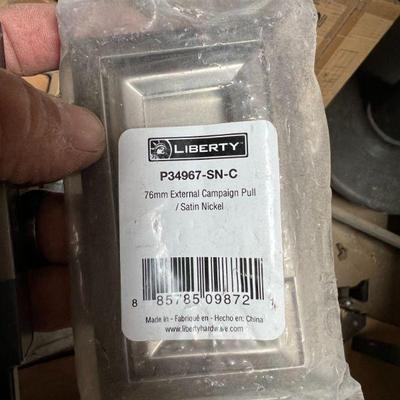 LIBERTY
P34967-SN-C
76mm External Campaign Pull
/ Satin Nickel
8 85785 09872
Made in - Fabriqué en - Hecho en: China
www.libertyhardware.com